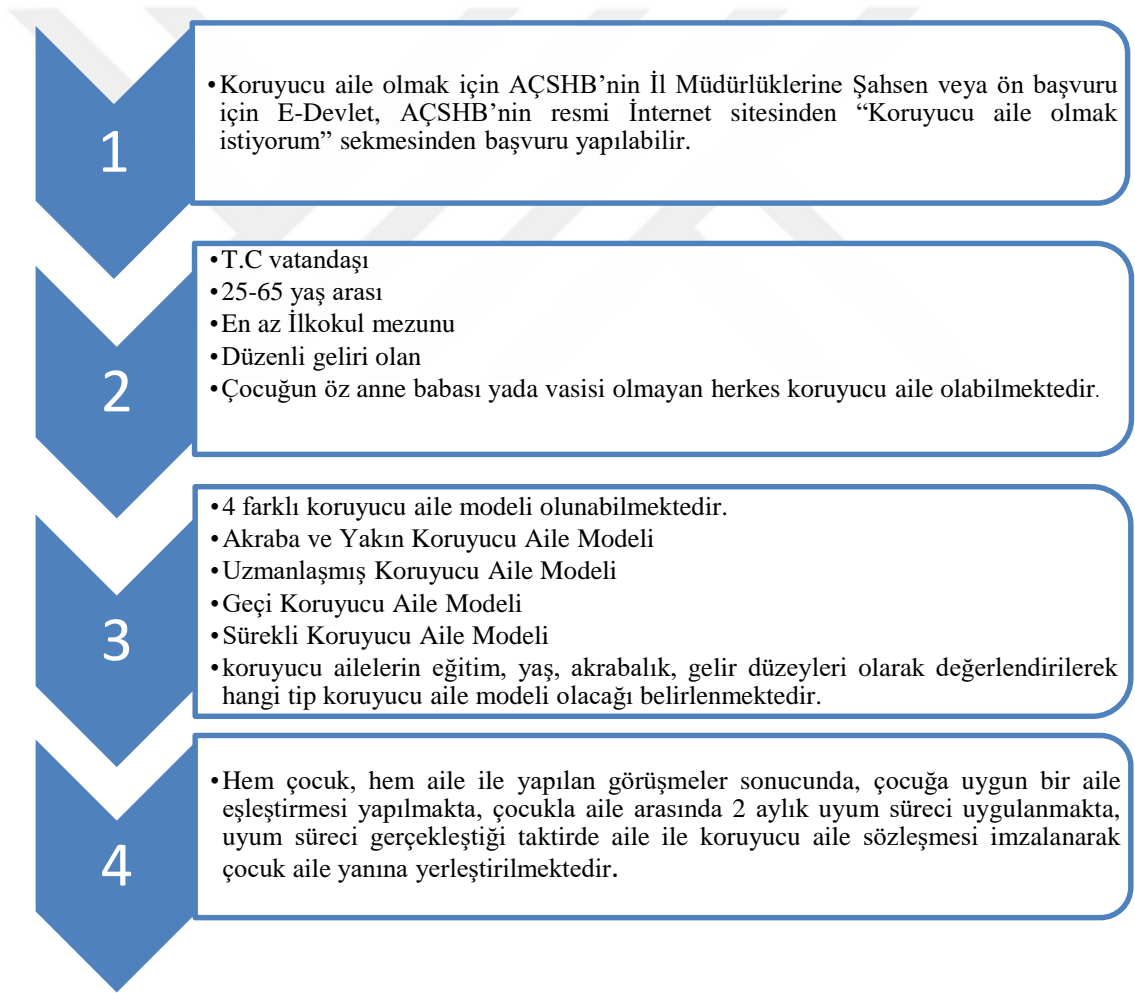 1
•Koruyucu aile olmak için AÇSHB’nin İl Müdürlüklerine Şahsen veya ön başvuru
için E-Devlet, AÇSHB’nin resmi İnternet sitesinden “Koruyucu aile olmak
istiyorum” sekmesinden başvuru yapılabilir.
2
•T.C vatandaşı
•25-65 yaş arası
•En az İlkokul mezunu
•Düzenli geliri olan
•Çocuğun öz anne babası yada vasisi olmayan herkes koruyucu aile olabilmektedir.
3
•4 farklı koruyucu aile modeli olunabilmektedir.
•Akraba ve Yakın Koruyucu Aile Modeli
•Uzmanlaşmış Koruyucu Aile Modeli
•Geçi Koruyucu Aile Modeli
•Sürekli Koruyucu Aile Modeli
•koruyucu ailelerin eğitim, yaş, akrabalık, gelir düzeyleri olarak değerlendirilerek
hangi tip koruyucu aile modeli olacağı belirlenmektedir.
4
•Hem çocuk, hem aile ile yapılan görüşmeler sonucunda, çocuğa uygun bir aile
eşleştirmesi yapılmakta, çocukla aile arasında 2 aylık uyum süreci uygulanmakta,
uyum süreci gerçekleştiği taktirde aile ile koruyucu aile sözleşmesi imzalanarak
çocuk aile yanına yerleştirilmektedir.